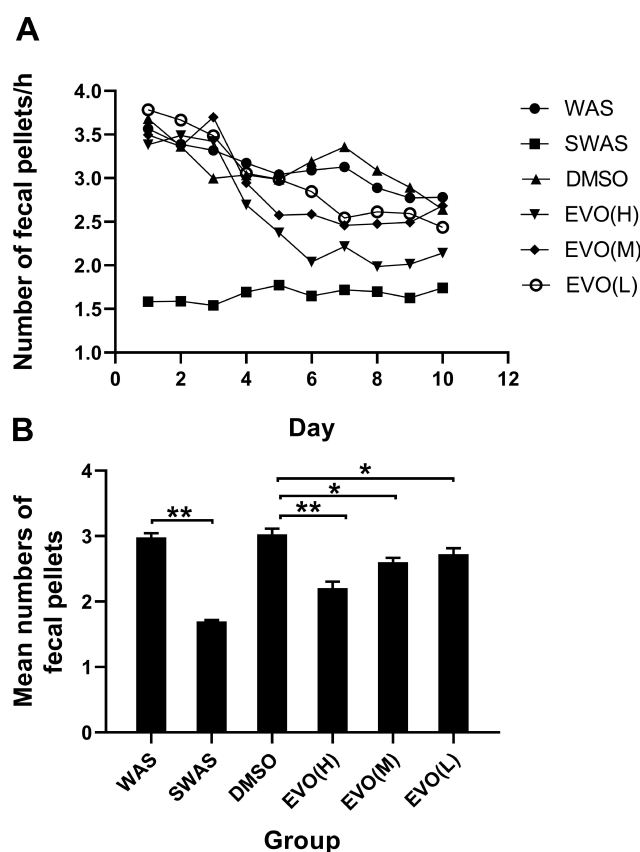 A
Number of fecal pellets/h
4.0
3.5
3.0
2.5
2.0
1.5
1.0
0 2 4 6 8 10 12
Day
WAS
SWAS
DMSO
EVO(H)
EVO(M)
EVO(L)
B
Mean numbers of
fecal pellets
4
3
2
1
0
**
**
*
*
WAS SWAS DMSO EVO(H) EVO(M) EVO(L)
Group